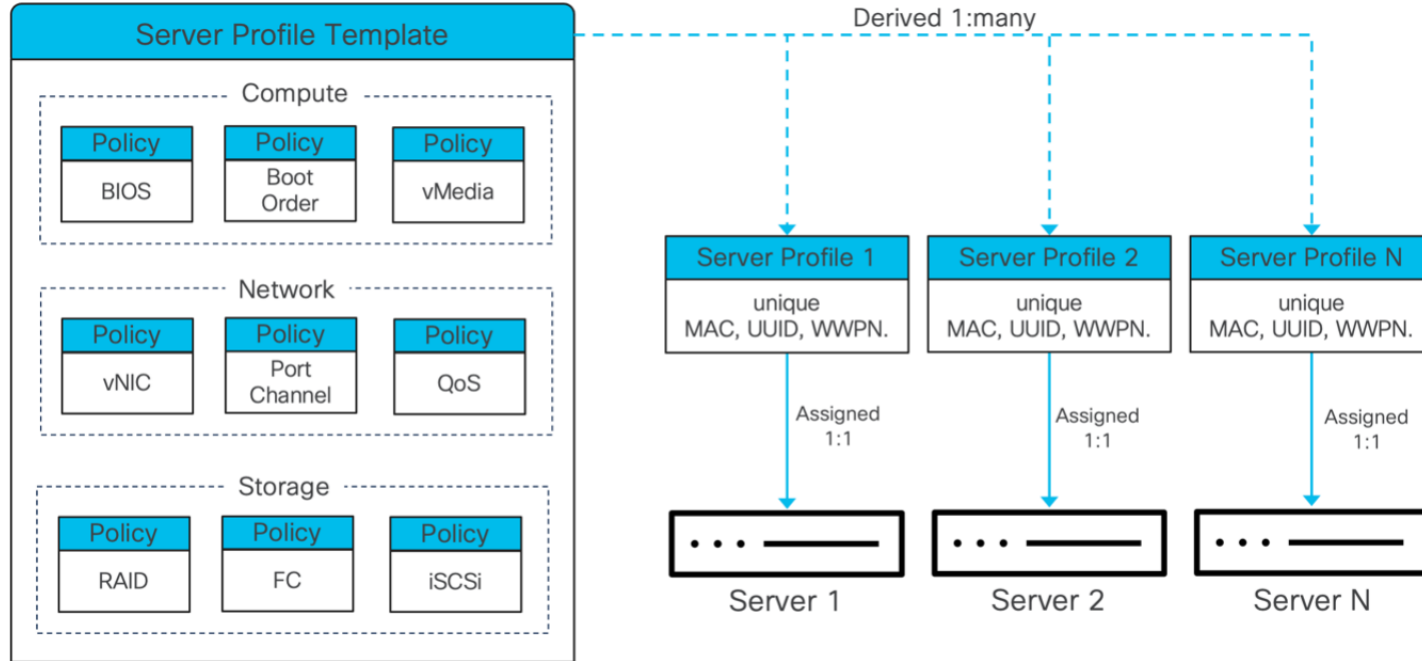 Server Profile Template
Derived 1:many
Compute
Policy
BIOS
Policy
Boot
Order
Policy
vMedia
Network
Policy
vNIC
Policy
Port
Channel
Policy
QoS
Storage
Policy
RAID
Policy
FC
Policy
iSCSi
Server Profile 1
unique
MAC, UUID, WWPN.
Assigned
1:1
Server 1
Server Profile 2
unique
MAC, UUID, WWPN.
Assigned
1:1
Server 2
Server Profile N
unique
MAC, UUID, WWPN.
Assigned
1:1
Server N